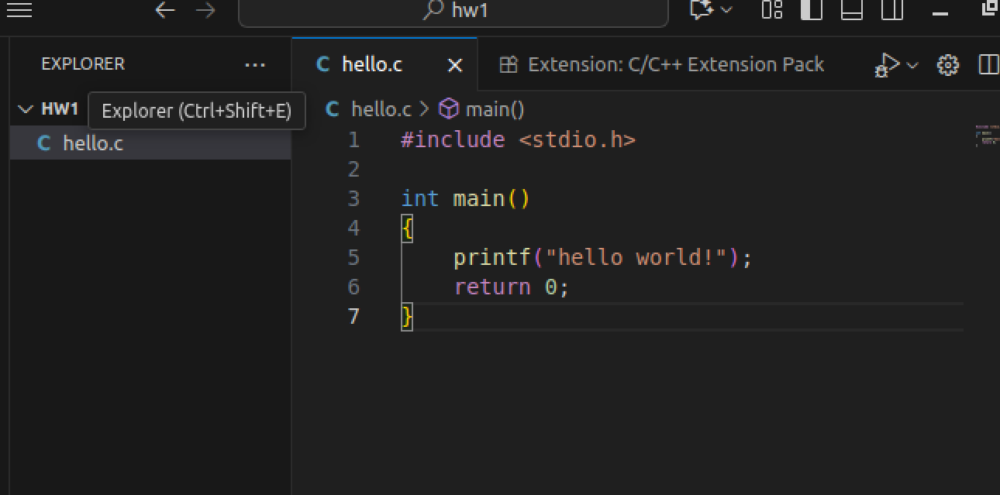 hw1
EXPLORER ...
C hello.c × Extension: C/C++ Extension Pack
HW1
Explorer (Ctrl+Shift+E)
C hello.c > main()
C hello.c
1 #include <stdio.h>
2
3 int main()
4 {
5     printf("hello world!");
6     return 0;
7 }